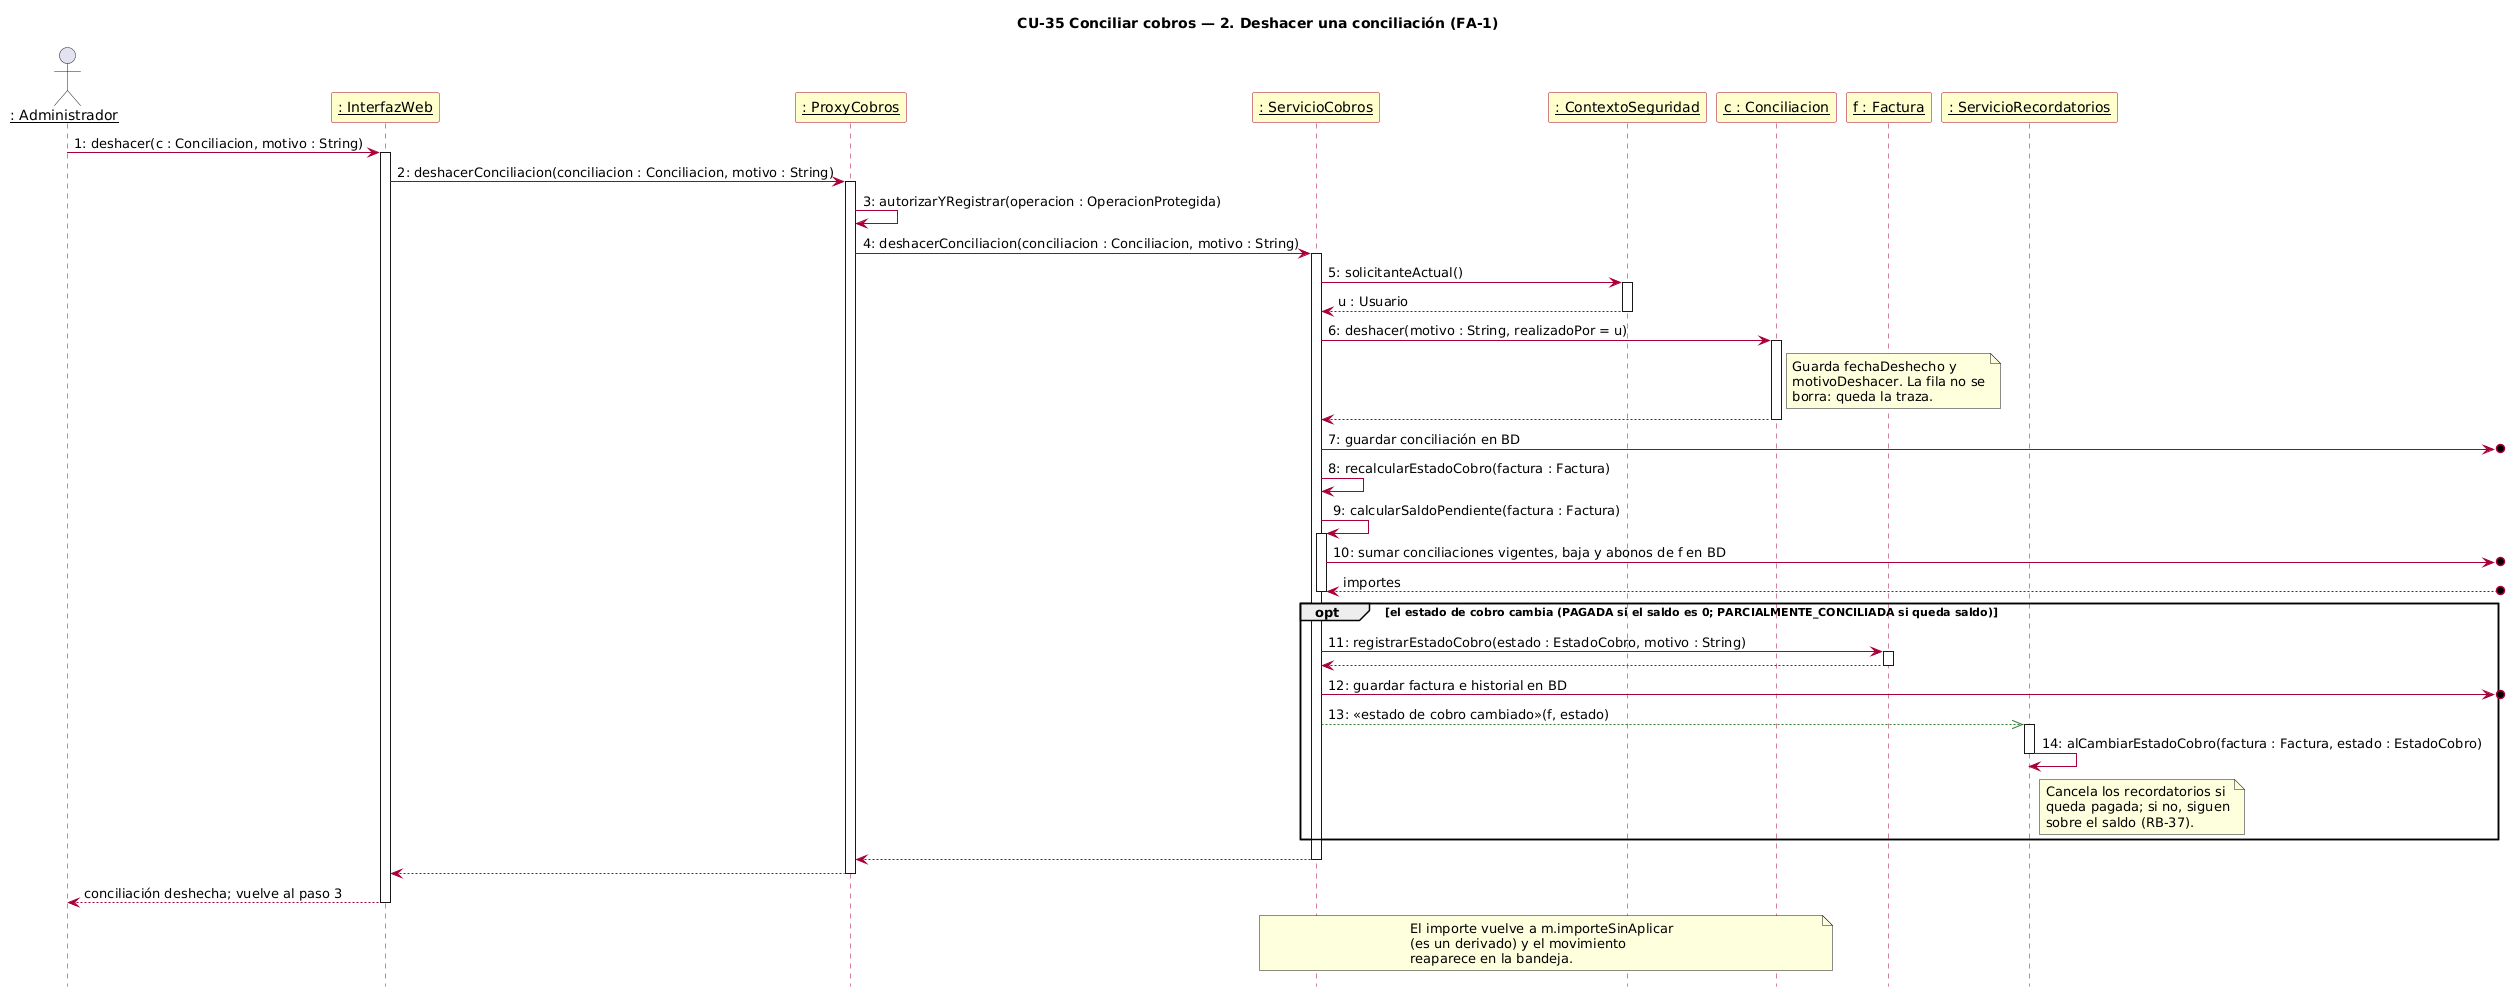 CU-35 Conciliar cobros — 2. Deshacer una conciliación (FA-1)
: Administrador
: InterfazWeb
: ProxyCobros
: ServicioCobros
: ContextoSeguridad
c : Conciliacion
f : Factura
: ServicioRecordatorios
1: deshacer(c : Conciliacion, motivo : String)
2: deshacerConciliacion(conciliacion : Conciliacion, motivo : String)
3: autorizarYRegistrar(operacion : OperacionProtegida)
4: deshacerConciliacion(conciliacion : Conciliacion, motivo : String)
5: solicitanteActual()
u : Usuario
6: deshacer(motivo : String, realizadoPor = u)
Guarda fechaDeshecho y
motivoDeshacer. La fila no se
borra: queda la traza.
7: guardar conciliación en BD
8: recalcularEstadoCobro(factura : Factura)
9: calcularSaldoPendiente(factura : Factura)
10: sumar conciliaciones vigentes, baja y abonos de f en BD
importes
opt [el estado de cobro cambia (PAGADA si el saldo es 0; PARCIALMENTE_CONCILIADA si queda saldo)]
11: registrarEstadoCobro(estado : EstadoCobro, motivo : String)
12: guardar factura e historial en BD
13: «estado de cobro cambiado»(f, estado)
14: alCambiarEstadoCobro(factura : Factura, estado : EstadoCobro)
Cancela los recordatorios si
queda pagada; si no, siguen
sobre el saldo (RB-37).
conciliación deshecha; vuelve al paso 3
El importe vuelve a m.importeSinAplicar
(es un derivado) y el movimiento
reaparece en la bandeja.